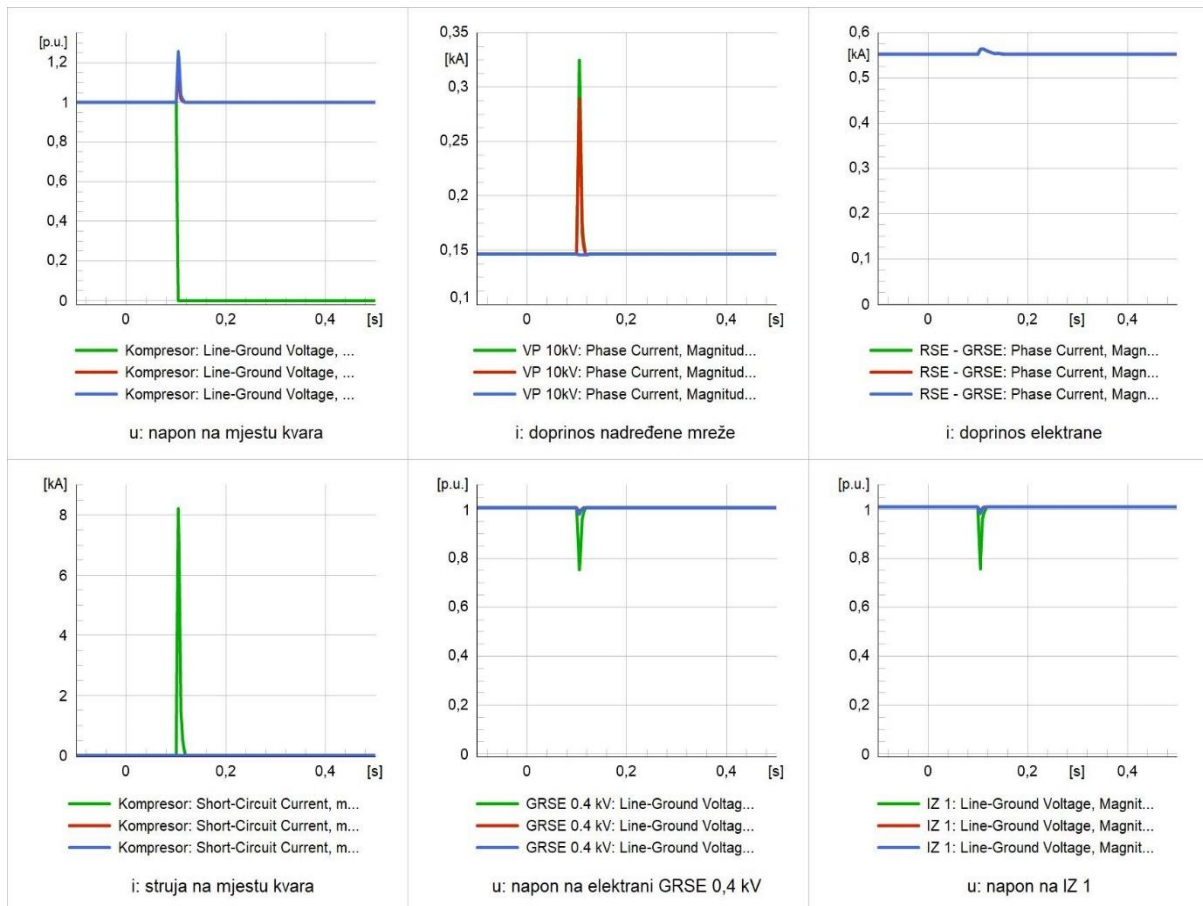 [p.u.]
1,2
1
0,8
0,6
0,4
0,2
0
0 0,2 0,4 [s]
Kompresor: Line-Ground Voltage, ...
Kompresor: Line-Ground Voltage, ...
Kompresor: Line-Ground Voltage, ...
u: napon na mjestu kvara
0,35
[kA]
0,3
0,25
0,2
0,15
0,1
0 0,2 0,4 [s]
VP 10kV: Phase Current, Magnitud...
VP 10kV: Phase Current, Magnitud...
VP 10kV: Phase Current, Magnitud...
i: doprinos nadređene mreže
0,6
[kA]
0,5
0,4
0,3
0,2
0,1
0
0 0,2 0,4 [s]
RSE - GRSE: Phase Current, Magn...
RSE - GRSE: Phase Current, Magn...
RSE - GRSE: Phase Current, Magn...
i: doprinos elektrane
[kA]
8
6
4
2
0
0 0,2 0,4 [s]
Kompresor: Short-Circuit Current, m...
Kompresor: Short-Circuit Current, m...
Kompresor: Short-Circuit Current, m...
i: struja na mjestu kvara
[p.u.]
1
0,8
0,6
0,4
0,2
0
0 0,2 0,4 [s]
GRSE 0.4 kV: Line-Ground Voltag...
GRSE 0.4 kV: Line-Ground Voltag...
GRSE 0.4 kV: Line-Ground Voltag...
u: napon na elektrani GRSE 0,4 kV
[p.u.]
1
0,8
0,6
0,4
0,2
0
0 0,2 0,4 [s]
IZ 1: Line-Ground Voltage, Magnit...
IZ 1: Line-Ground Voltage, Magnit...
IZ 1: Line-Ground Voltage, Magnit...
u: napon na IZ 1